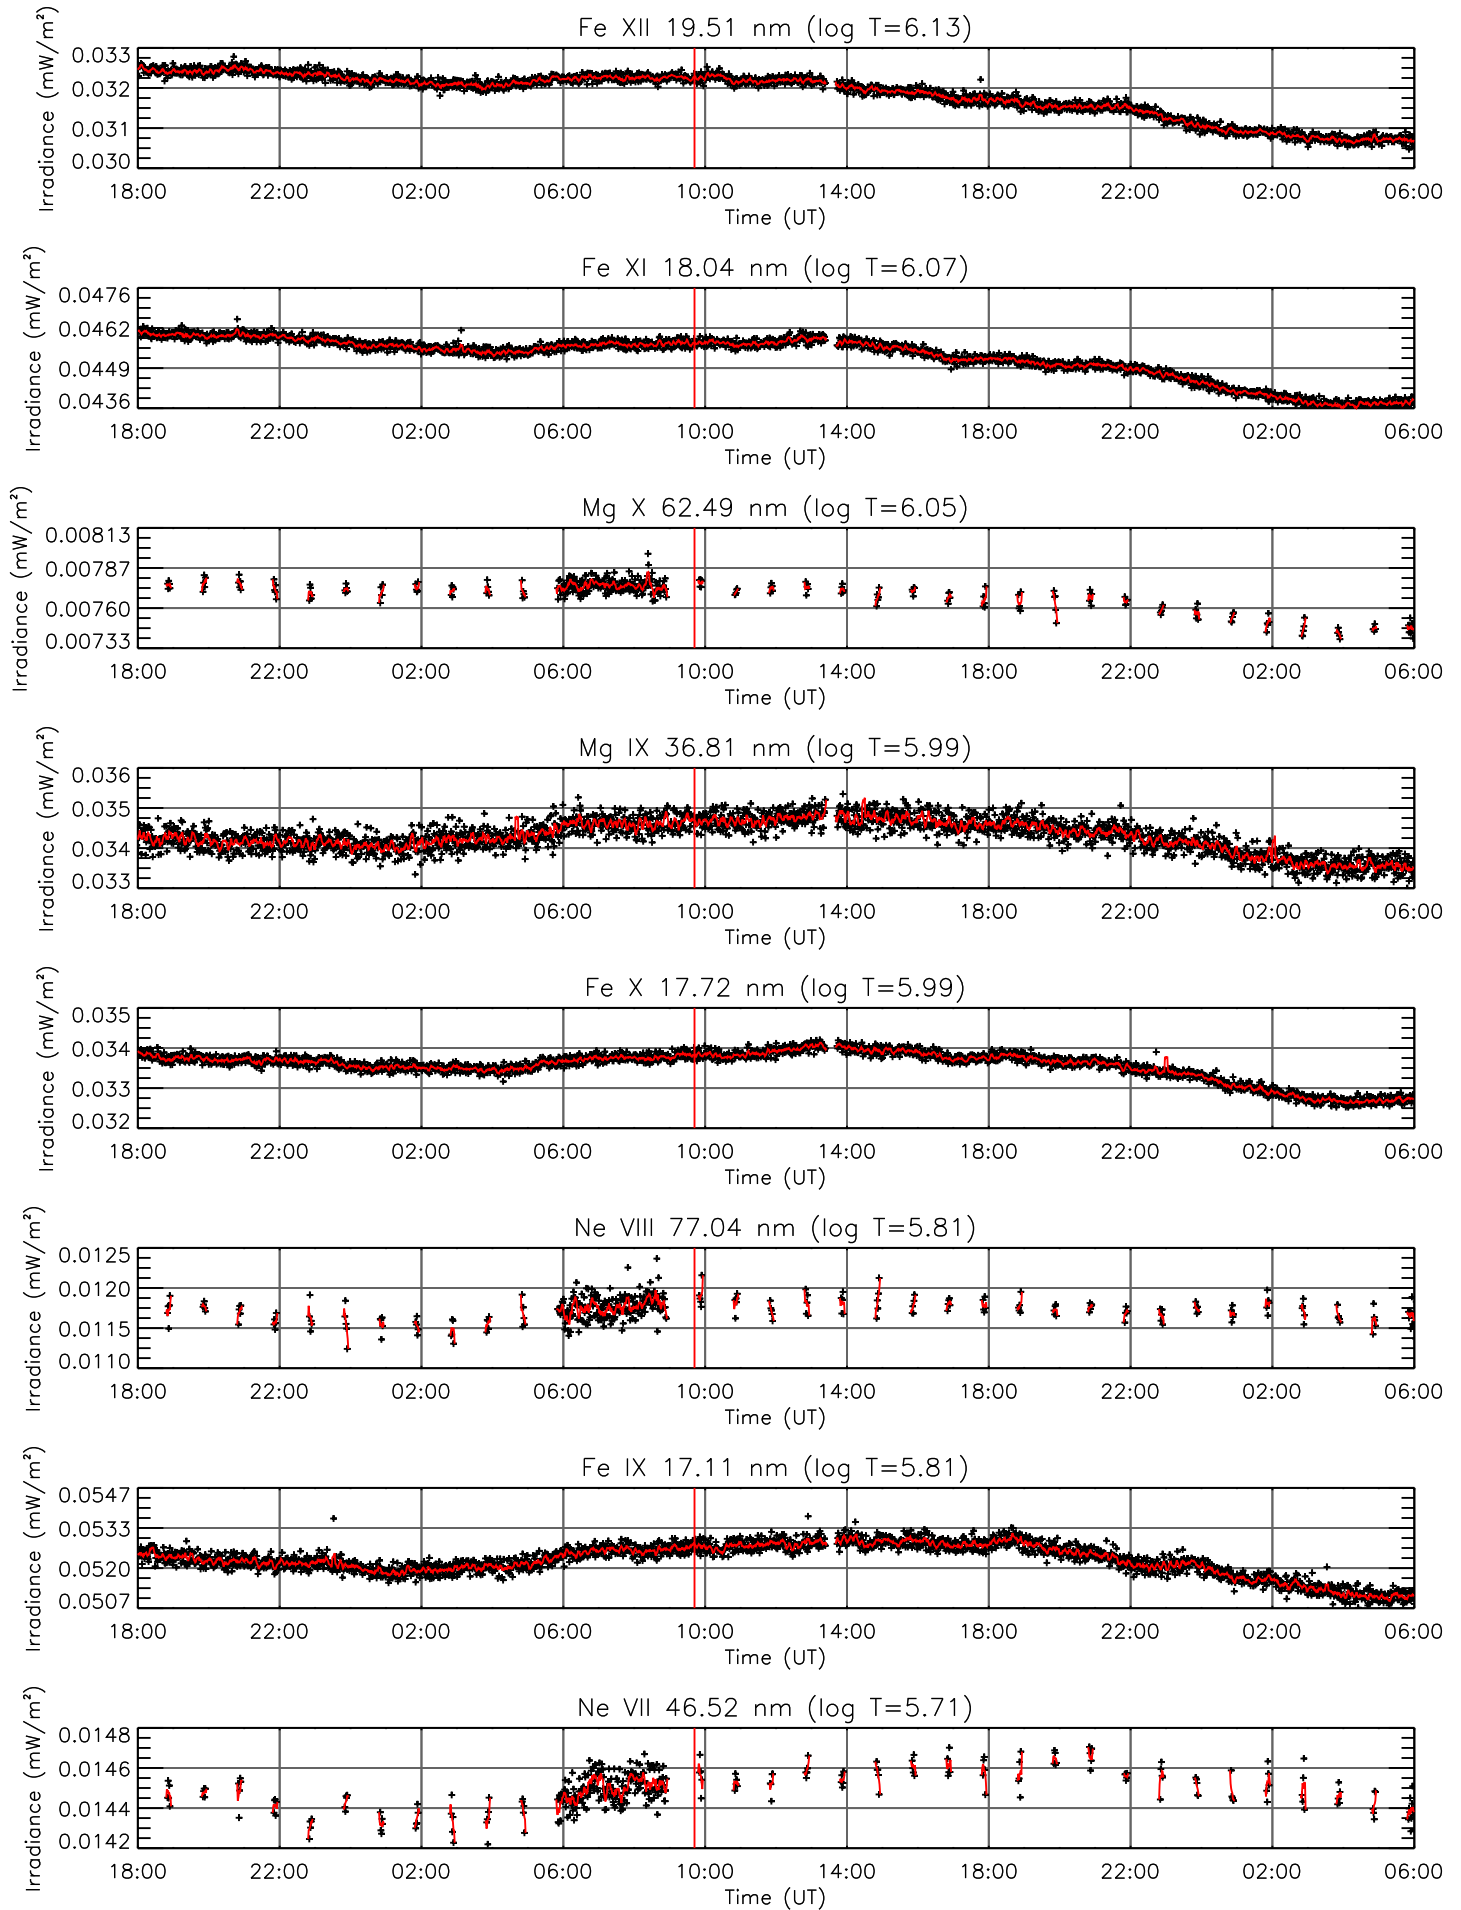 Fe XII 19.51 nm (log T=6.13)
Irradiance (mW/m²)
0.033
0.032
0.031
0.030
18:00 22:00 02:00 06:00 10:00 14:00 18:00 22:00 02:00 06:00
Time (UT)
Fe XI 18.04 nm (log T=6.07)
Irradiance (mW/m²)
0.0476
0.0462
0.0449
0.0436
18:00 22:00 02:00 06:00 10:00 14:00 18:00 22:00 02:00 06:00
Time (UT)
Mg X 62.49 nm (log T=6.05)
Irradiance (mW/m²)
0.00813
0.00787
0.00760
0.00733
18:00 22:00 02:00 06:00 10:00 14:00 18:00 22:00 02:00 06:00
Time (UT)
Mg IX 36.81 nm (log T=5.99)
Irradiance (mW/m²)
0.036
0.035
0.034
0.033
18:00 22:00 02:00 06:00 10:00 14:00 18:00 22:00 02:00 06:00
Time (UT)
Fe X 17.72 nm (log T=5.99)
Irradiance (mW/m²)
0.035
0.034
0.033
0.032
18:00 22:00 02:00 06:00 10:00 14:00 18:00 22:00 02:00 06:00
Time (UT)
Ne VIII 77.04 nm (log T=5.81)
Irradiance (mW/m²)
0.0125
0.0120
0.0115
0.0110
18:00 22:00 02:00 06:00 10:00 14:00 18:00 22:00 02:00 06:00
Time (UT)
Fe IX 17.11 nm (log T=5.81)
Irradiance (mW/m²)
0.0547
0.0533
0.0520
0.0507
18:00 22:00 02:00 06:00 10:00 14:00 18:00 22:00 02:00 06:00
Time (UT)
Ne VII 46.52 nm (log T=5.71)
Irradiance (mW/m²)
0.0148
0.0146
0.0144
0.0142
18:00 22:00 02:00 06:00 10:00 14:00 18:00 22:00 02:00 06:00
Time (UT)